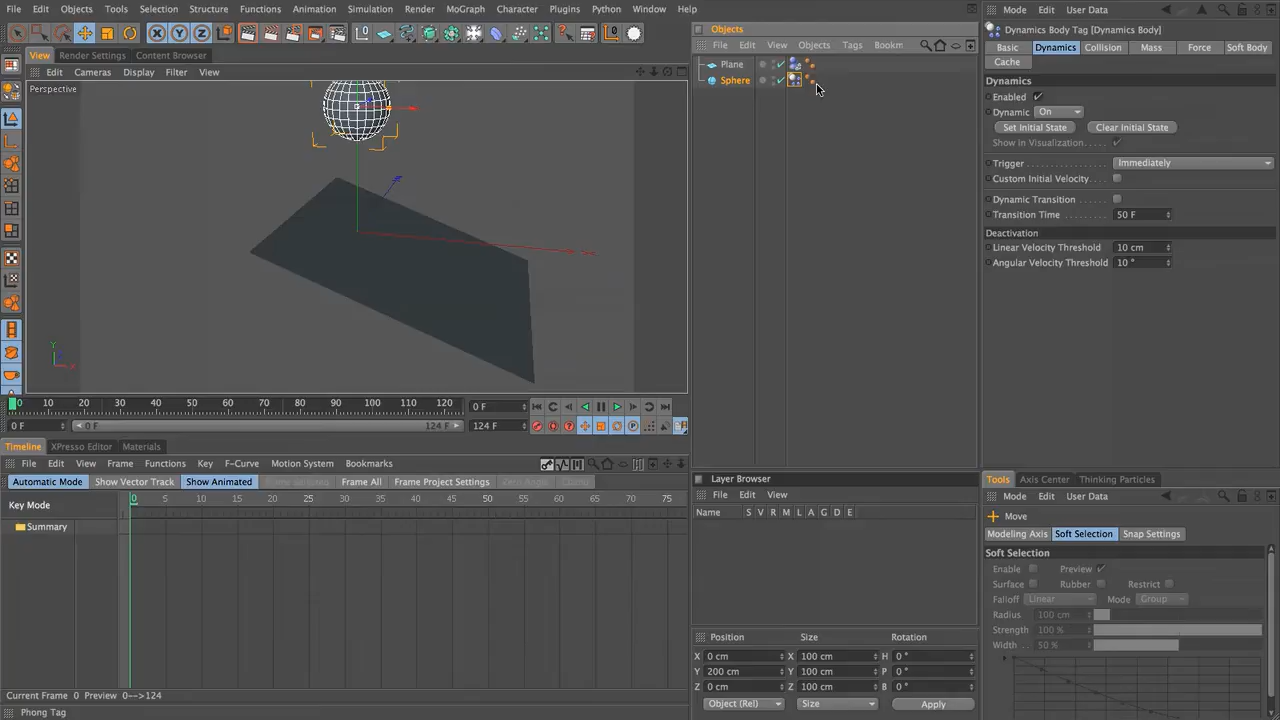 File Edit Objects Tools Selection Structure Functions Animation Simulation Render MoGraph Character Plugins Python Window Help
View Render Settings Content Browser
Edit Cameras Display Filter View
Perspective
Y
X
0 10 20 30 40 50 60 70 80 90 100 110 120 0 F
0 F 0 F 124 F 124 F
Timeline XPresso Editor Materials
File Edit View Frame Functions Key F-Curve Motion System Bookmarks
Automatic Mode Show Vector Track Show Animated Frame All Frame Project Settings Zero Angle Clamp
Key Mode 0 5 10 15 20 25 30 35 40 45 50 55 60 65 70 75
Summary
Current Frame 0 Preview 0-->124
Phong Tag
Objects
File Edit View Objects Tags Bookm
Plane
Sphere
Layer Browser
File Edit View
Name S V R M L A G D E
Position Size Rotation
X 0 cm X 100 cm H 0 °
Y 200 cm Y 100 cm P 0 °
Z 0 cm Z 100 cm B 0 °
Object (Rel) Size Apply
Mode Edit User Data
Dynamics Body Tag [Dynamics Body]
Basic Dynamics Collision Mass Force Soft Body
Cache
Dynamics
Enabled
Dynamic On
Set Initial State Clear Initial State
Show in Visualization
Trigger Immediately
Custom Initial Velocity
Dynamic Transition
Transition Time 50 F
Deactivation
Linear Velocity Threshold 10 cm
Angular Velocity Threshold 10 °
Tools Axis Center Thinking Particles
Mode Edit User Data
Move
Modeling Axis Soft Selection Snap Settings
Soft Selection
Enable Preview
Surface Rubber Restrict
Falloff Linear Mode Group
Radius 100 cm
Strength 100 %
Width 50 %